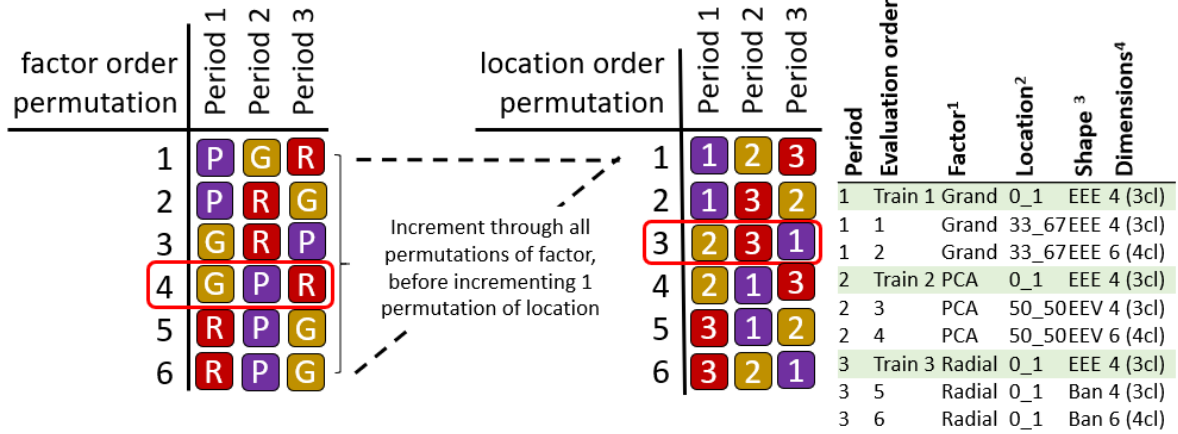 factor order permutation Period 1 Period 2 Period 3
1 P G R
2 P R G
3 G R P
4 G P R
5 R P G
6 R P G
Increment through all
permutations of factor,
before incrementing 1
permutation of location
location order permutation Period 1 Period 2 Period 3
1 1 2 3
2 1 3 2
3 2 3 1
4 2 1 3
5 3 1 2
6 3 2 1
Period Evaluation order Factor¹ Location² Shape ³ Dimensions⁴
1 Train 1 Grand 0_1 EEE 4 (3cl)
1 1 Grand 33_67 EEE 4 (3cl)
1 2 Grand 33_67 EEE 6 (4cl)
2 Train 2 PCA 0_1 EEE 4 (3cl)
2 3 PCA 50_50 EEV 4 (3cl)
2 4 PCA 50_50 EEV 6 (4cl)
3 Train 3 Radial 0_1 EEE 4 (3cl)
3 5 Radial 0_1 Ban 4 (3cl)
3 6 Radial 0_1 Ban 6 (4cl)